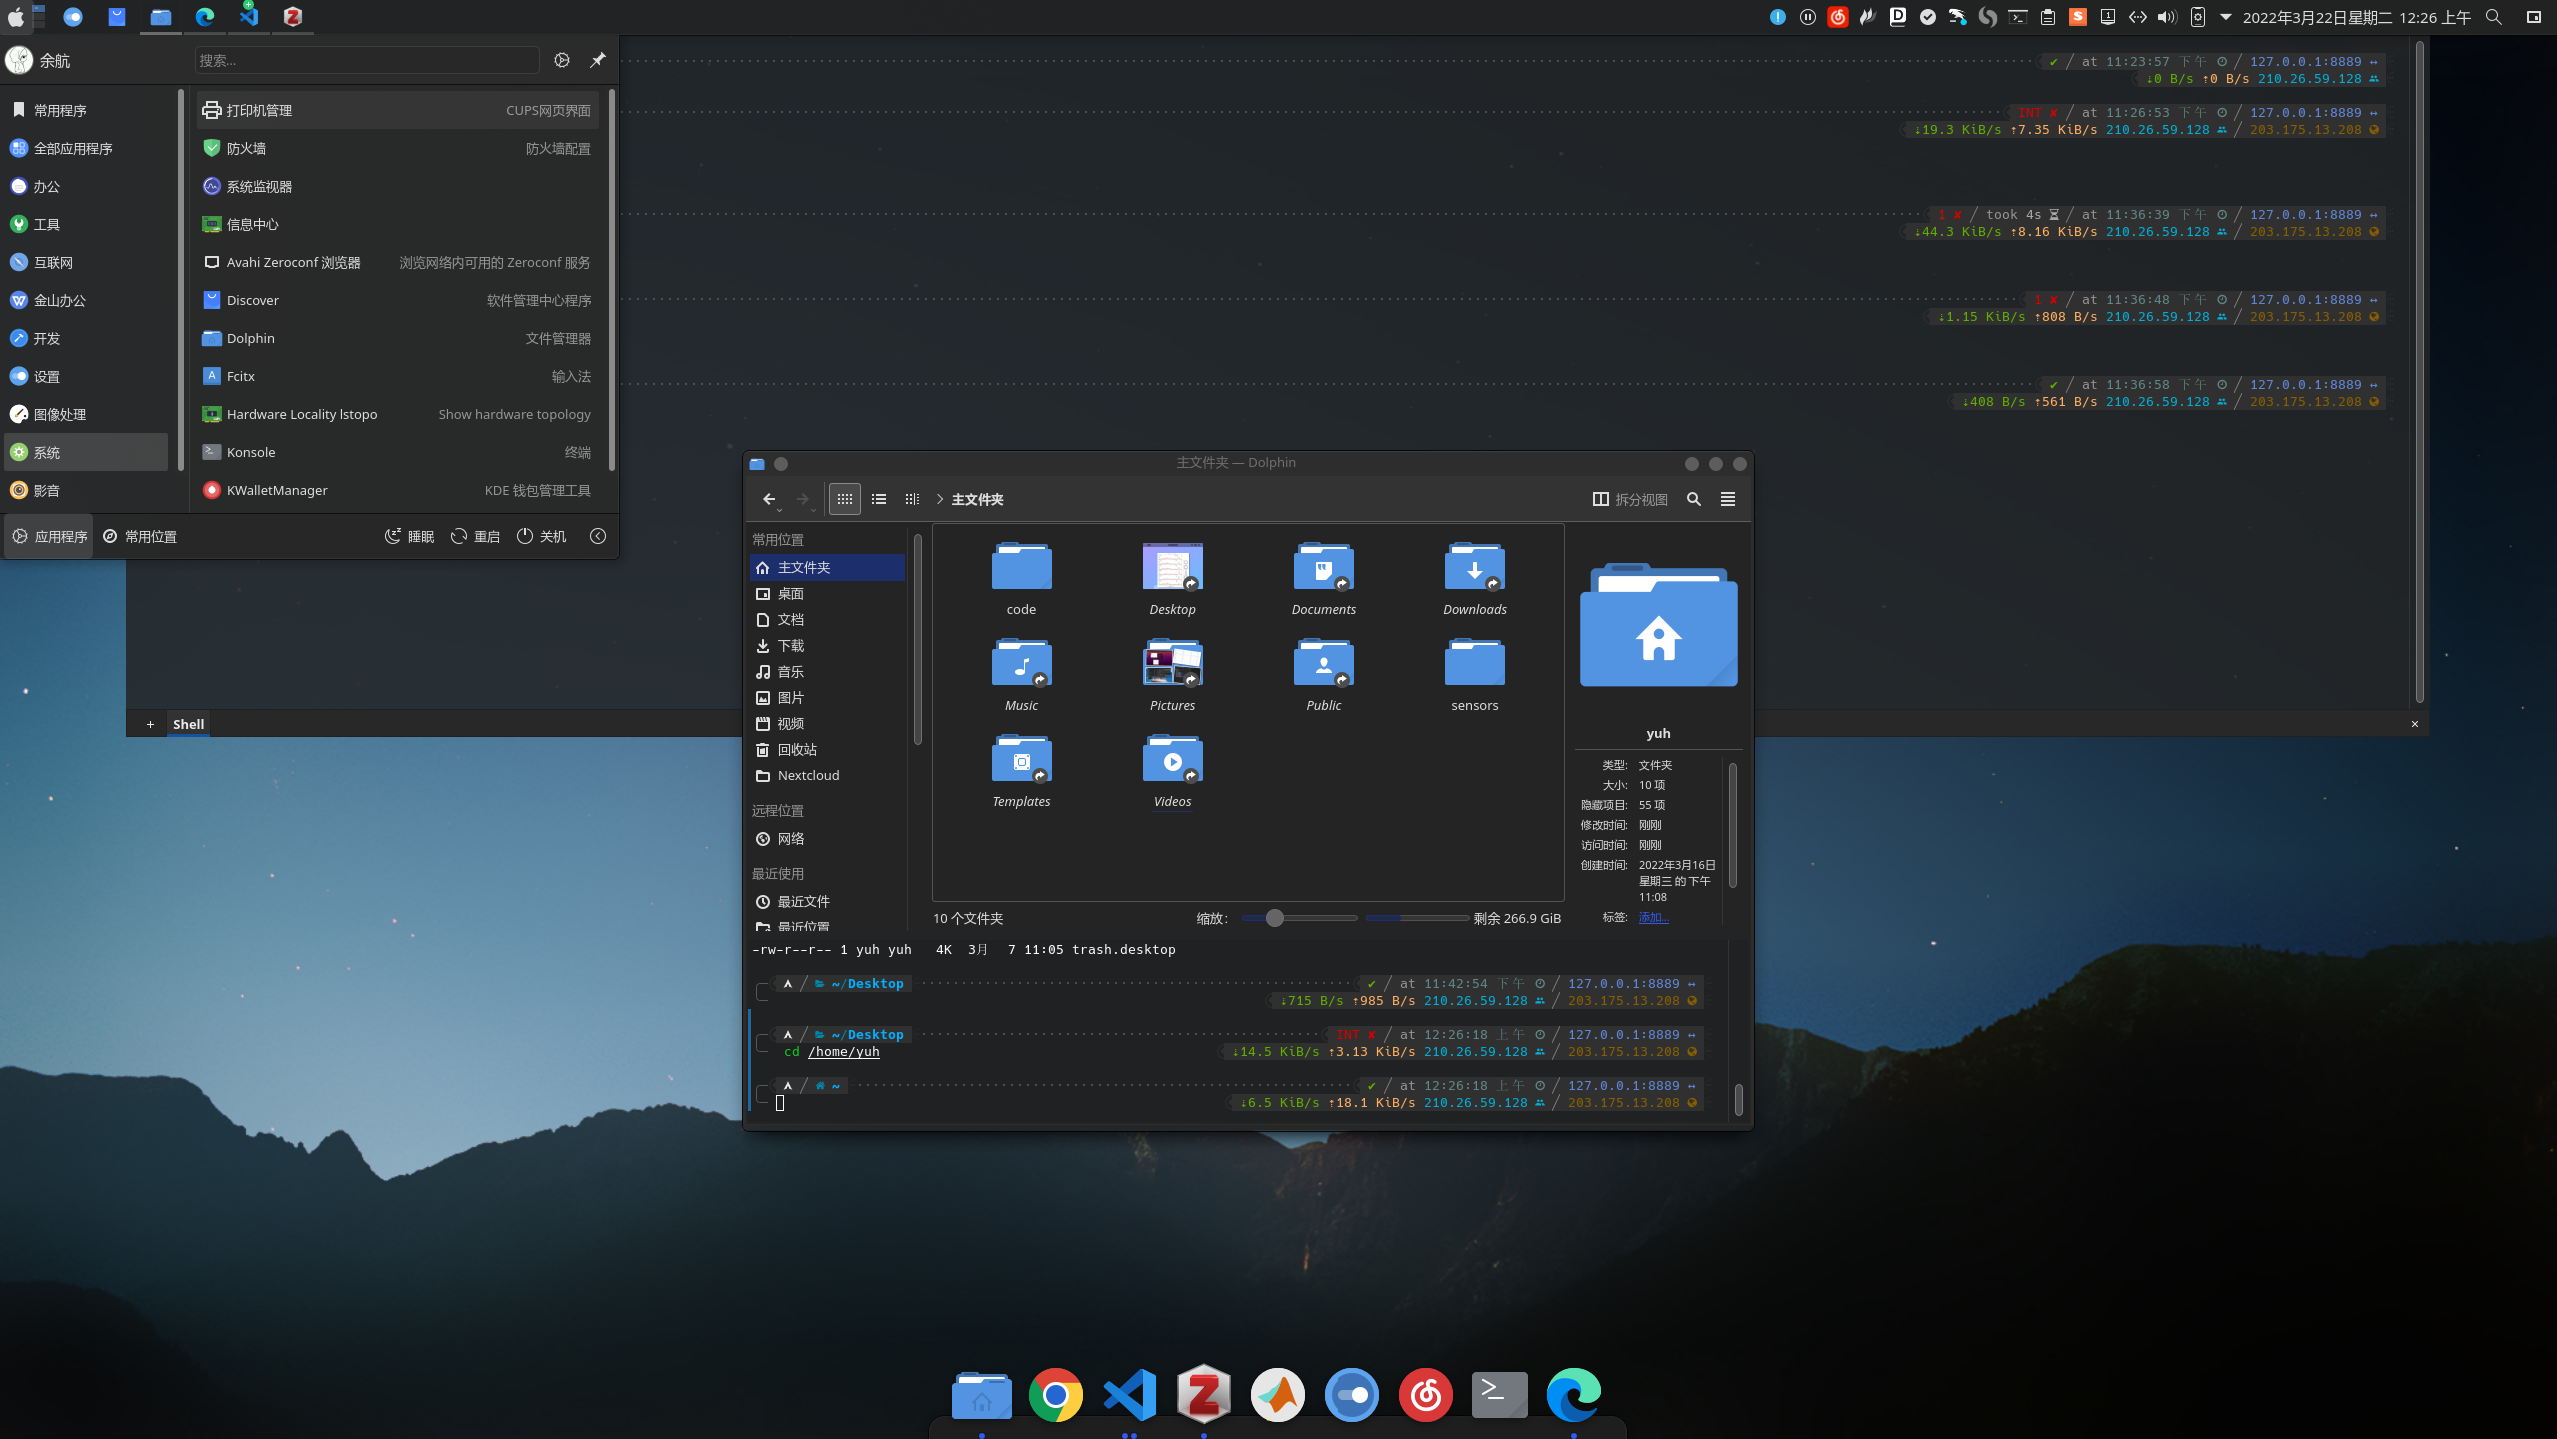 2022年3月22日星期二 12:26 上午
余航
搜索...
常用程序
全部应用程序
办公
工具
互联网
金山办公
开发
设置
图像处理
系统
影音
打印机管理 CUPS网页界面
防火墙 防火墙配置
系统监视器
信息中心
Avahi Zeroconf 浏览器 浏览网络内可用的 Zeroconf 服务
Discover 软件管理中心程序
Dolphin 文件管理器
Fcitx 输入法
Hardware Locality lstopo Show hardware topology
Konsole 终端
KWalletManager KDE 钱包管理工具
应用程序 常用位置 睡眠 重启 关机
✔ / at 11:23:57 下午 / 127.0.0.1:8889 ↔
↓0 B/s ↑0 B/s 210.26.59.128
INT ✘ / at 11:26:53 下午 / 127.0.0.1:8889 ↔
↓19.3 KiB/s ↑7.35 KiB/s 210.26.59.128 / 203.175.13.208
1 ✘ / took 4s / at 11:36:39 下午 / 127.0.0.1:8889 ↔
↓44.3 KiB/s ↑8.16 KiB/s 210.26.59.128 / 203.175.13.208
1 ✘ / at 11:36:48 下午 / 127.0.0.1:8889 ↔
↓1.15 KiB/s ↑808 B/s 210.26.59.128 / 203.175.13.208
✔ / at 11:36:58 下午 / 127.0.0.1:8889 ↔
↓408 B/s ↑561 B/s 210.26.59.128 / 203.175.13.208
+ Shell ×
主文件夹 — Dolphin
主文件夹 拆分视图
常用位置
主文件夹
桌面
文档
下载
音乐
图片
视频
回收站
Nextcloud
远程位置
网络
最近使用
最近文件
最近位置
code Desktop Documents Downloads
Music Pictures Public sensors
Templates Videos
10 个文件夹 缩放: 剩余 266.9 GiB
yuh
类型: 文件夹
大小: 10 项
隐藏项目: 55 项
修改时间: 刚刚
访问时间: 刚刚
创建时间: 2022年3月16日
星期三 的 下午
11:08
标签: 添加...
-rw-r--r-- 1 yuh yuh 4K 3月 7 11:05 trash.desktop
/ ~/Desktop ✔ / at 11:42:54 下午 / 127.0.0.1:8889 ↔
↓715 B/s ↑985 B/s 210.26.59.128 / 203.175.13.208
/ ~/Desktop INT ✘ / at 12:26:18 上午 / 127.0.0.1:8889 ↔
cd /home/yuh ↓14.5 KiB/s ↑3.13 KiB/s 210.26.59.128 / 203.175.13.208
/ ~ ✔ / at 12:26:18 上午 / 127.0.0.1:8889 ↔
↓6.5 KiB/s ↑18.1 KiB/s 210.26.59.128 / 203.175.13.208